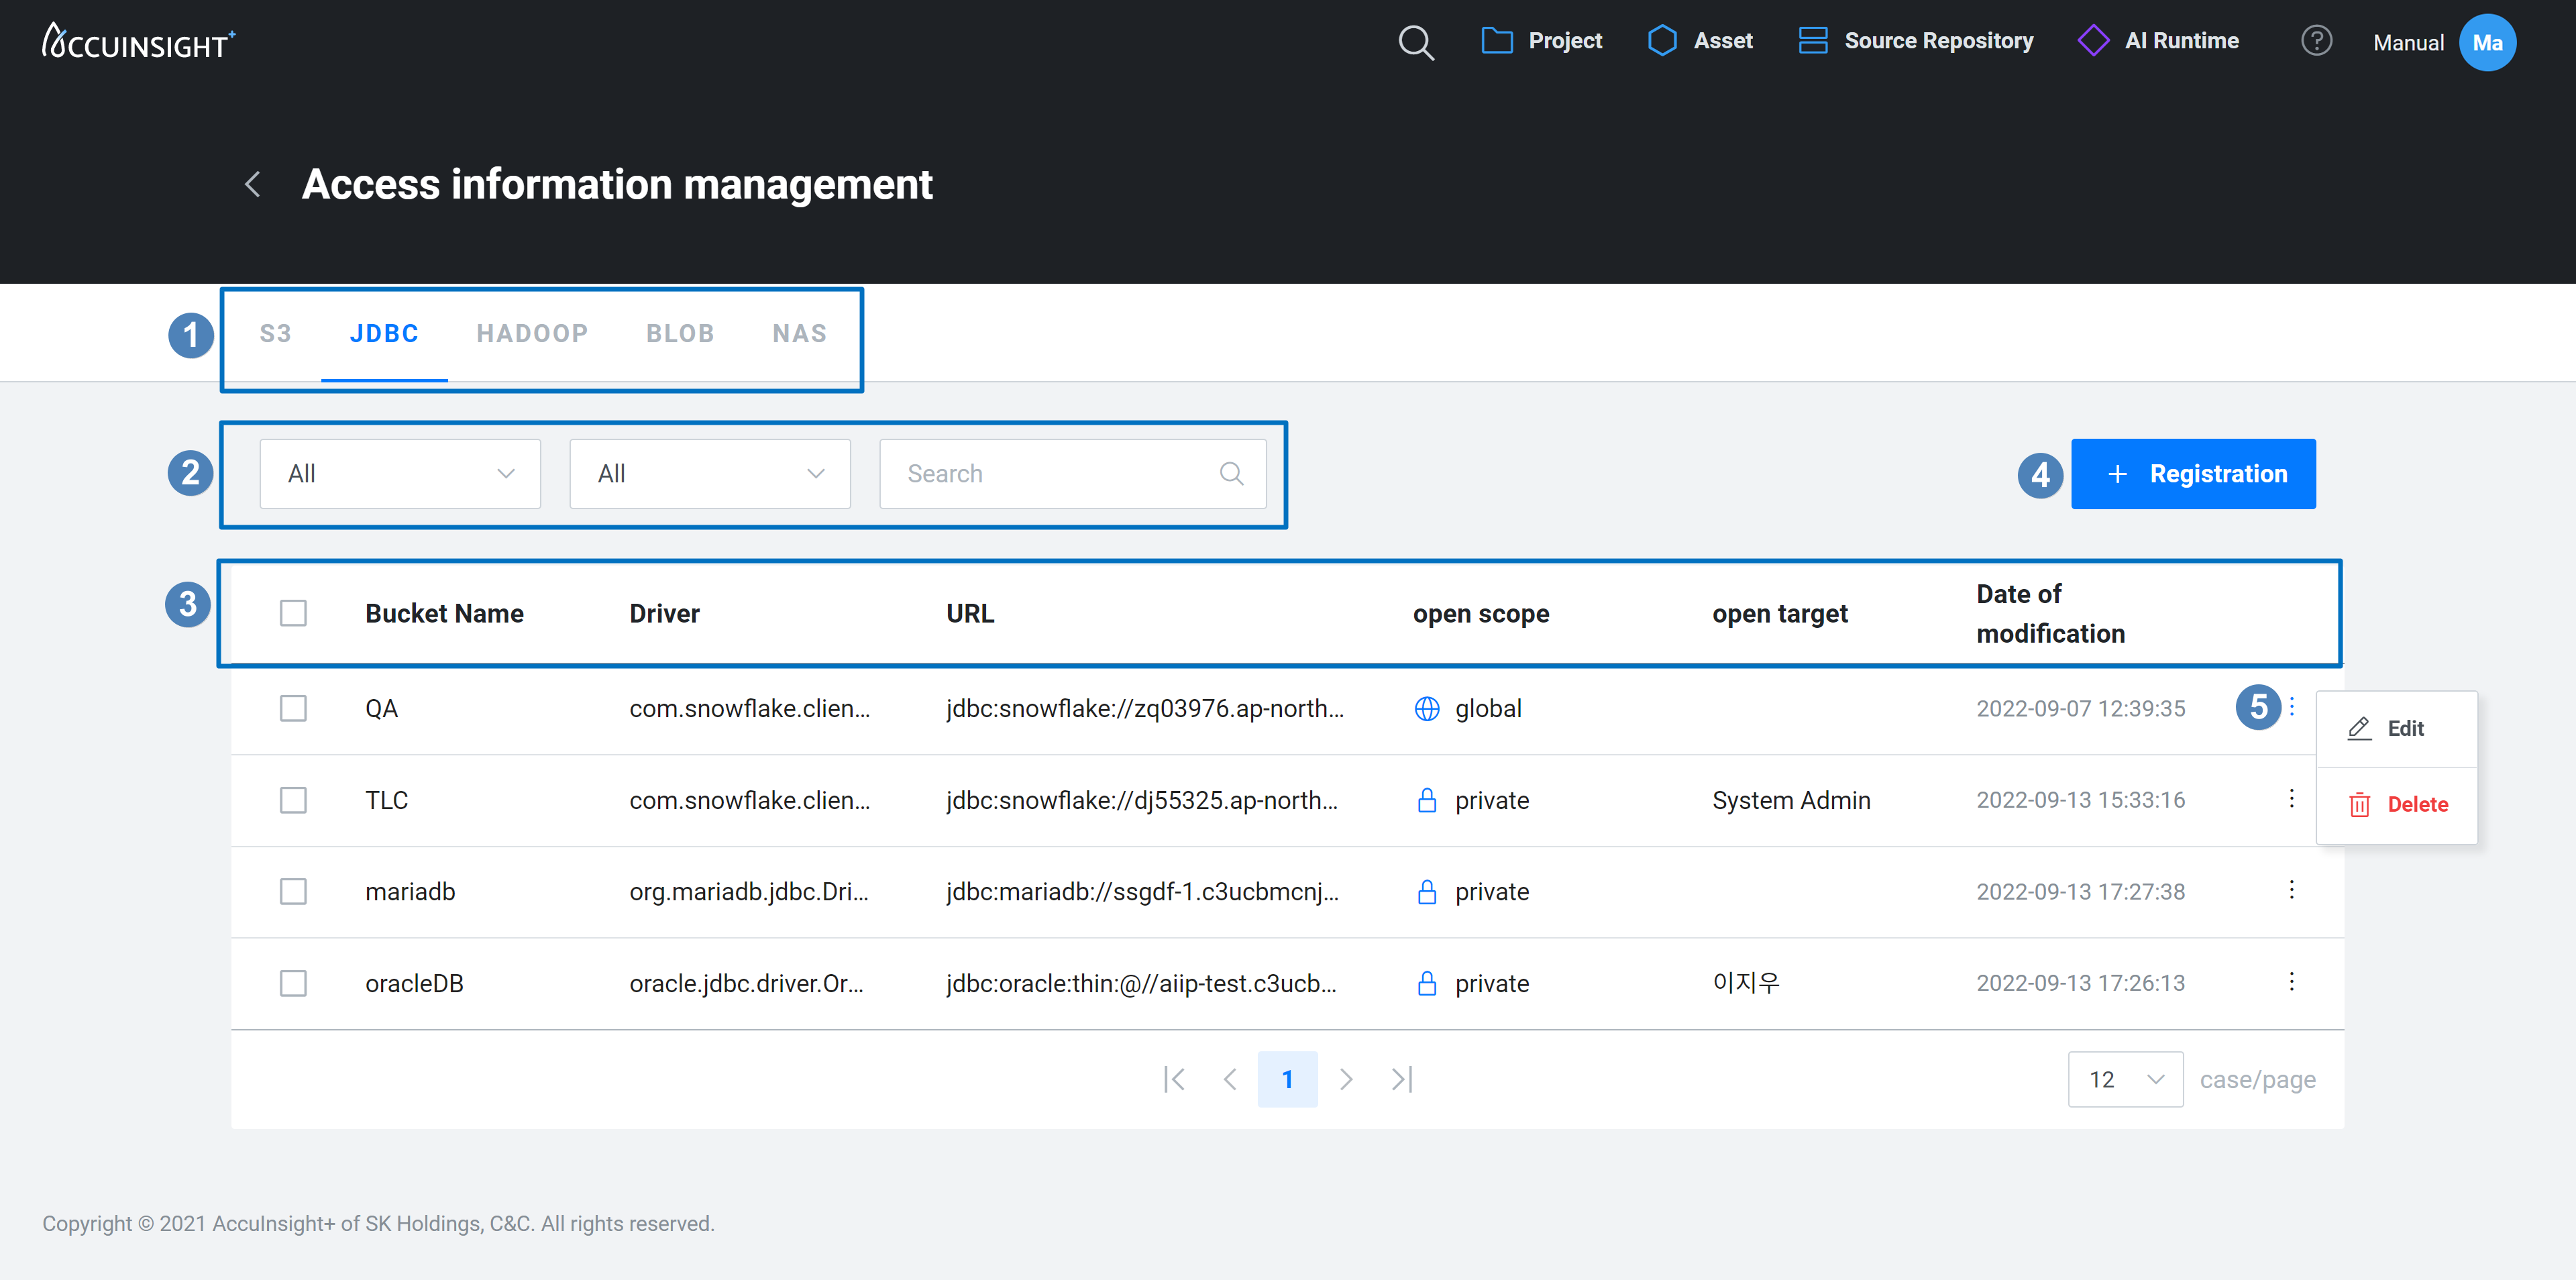 ACCUINSIGHT+
Project
Asset
Source Repository
AI Runtime
?
Manual
Ma
Access information management
1
S3
JDBC
HADOOP
BLOB
NAS
2
All
All
Search
4
+ Registration
3
Bucket Name
Driver
URL
open scope
open target
Date of
modification
QA
com.snowflake.clien...
jdbc:snowflake://zq03976.ap-north...
global
2022-09-07 12:39:35
5
Edit
TLC
com.snowflake.clien...
jdbc:snowflake://dj55325.ap-north...
private
System Admin
2022-09-13 15:33:16
Delete
mariadb
org.mariadb.jdbc.Dri...
jdbc:mariadb://ssgdf-1.c3ucbmcnj...
private
2022-09-13 17:27:38
oracleDB
oracle.jdbc.driver.Or...
jdbc:oracle:thin:@//aiip-test.c3ucb...
private
이지우
2022-09-13 17:26:13
1
12
case/page
Copyright © 2021 AccuInsight+ of SK Holdings, C&C. All rights reserved.